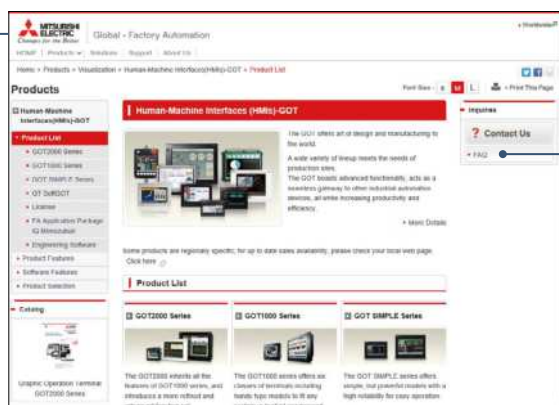 MITSUBISHI
ELECTRIC
Changes for the Better
Global - Factory Automation
Worldwide
HOME Products Solutions Support About Us
Home > Products > Visualization > Human-Machine Interfaces(HMIs)-GOT > Product List
Products
Font Size : S M L Print This Page
Human-Machine
Interfaces(HMIs)-GOT
Product List
GOT2000 Series
GOT1000 Series
GOT SIMPLE Series
GT SoftGOT
License
FA Application Package
iQ Monozukuri
Engineering Software
Product Features
Software Features
Product Selection
Catalog
Graphic Operation Terminal
GOT2000 Series
Human-Machine Interfaces (HMIs)-GOT
The GOT offers art of design and manufacturing to
the world.
A wide variety of lineup meets the needs of
production sites.
The GOT boasts advanced functionality, acts as a
seamless gateway to other industrial automation
devices, all while increasing productivity and
efficiency.
More Details
Some products are regionally specific, for up to date sales availability, please check your local web page.
Click here
Product List
GOT2000 Series
The GOT2000 inherits all the
features of GOT1000 series, and
introduces a more refined and
GOT1000 Series
The GOT1000 series offers six
classes of terminals including
handy type models to fit any
GOT SIMPLE Series
The GOT SIMPLE series offers
simple, but powerful models with a
high reliability for easy operation.
Inquiries
? Contact Us
FAQ